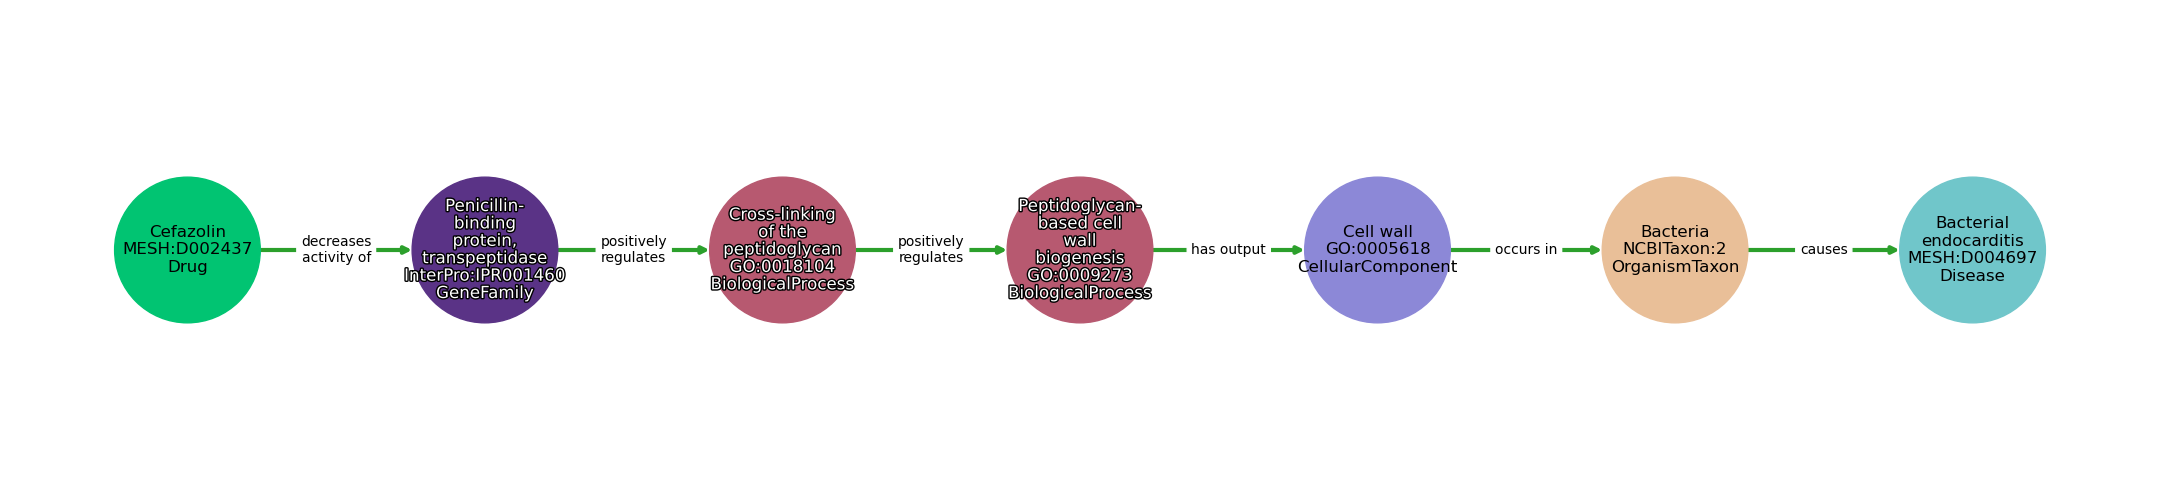 Cefazolin
MESH:D002437
Drug
decreases
activity of
Penicillin-
binding
protein,
transpeptidase
InterPro:IPR001460
GeneFamily
positively
regulates
Cross-linking
of the
peptidoglycan
GO:0018104
BiologicalProcess
positively
regulates
Peptidoglycan-
based cell
wall
biogenesis
GO:0009273
BiologicalProcess
has output
Cell wall
GO:0005618
CellularComponent
occurs in
Bacteria
NCBITaxon:2
OrganismTaxon
causes
Bacterial
endocarditis
MESH:D004697
Disease